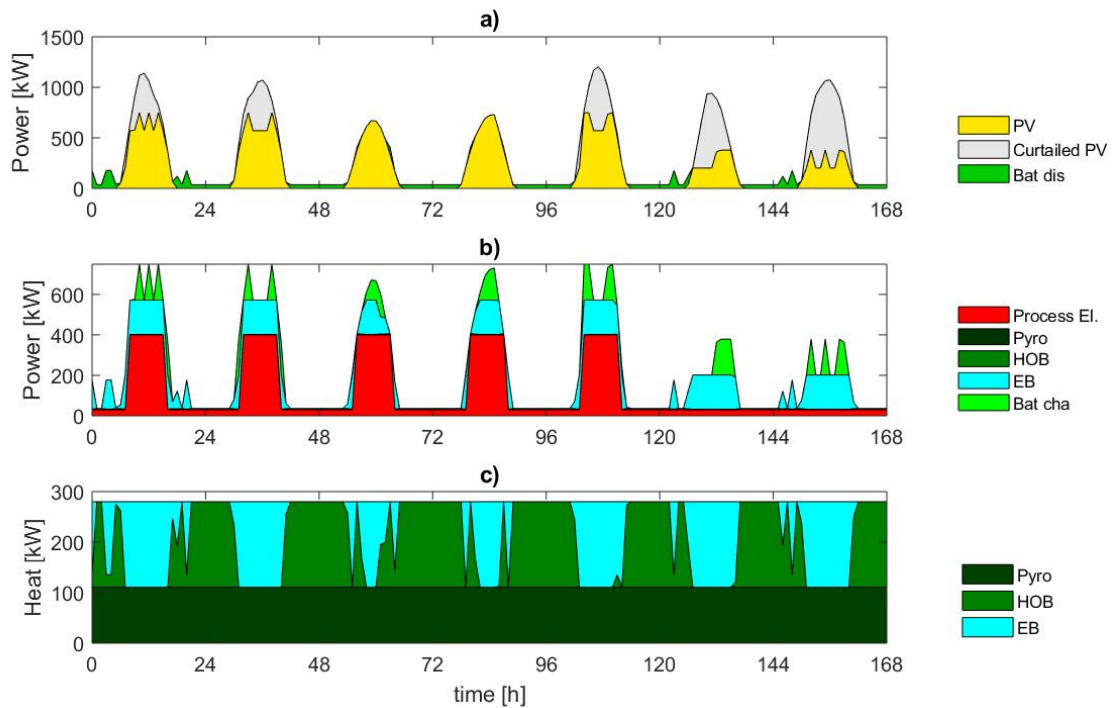 a)
1500
1000
500
0
Power [kW]
0 24 48 72 96 120 144 168
PV
Curtailed PV
Bat dis
b)
600
400
200
0
Power [kW]
0 24 48 72 96 120 144 168
Process El.
Pyro
HOB
EB
Bat cha
c)
300
200
100
0
Heat [kW]
0 24 48 72 96 120 144 168
time [h]
Pyro
HOB
EB